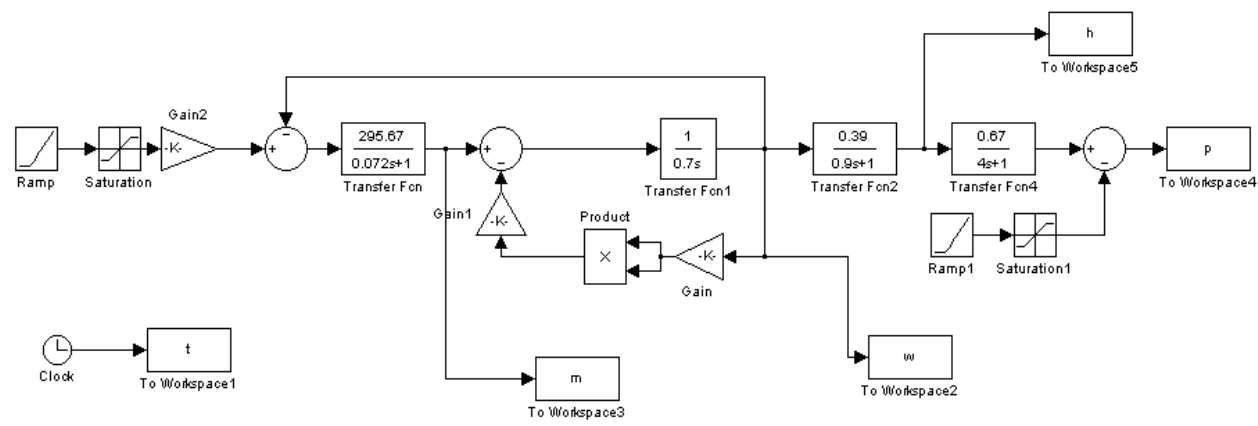 h
To Workspace5
Gain2
-K-
Ramp
Saturation
295.67
0.072s+1
Transfer Fcn
1
0.7s
Transfer Fcn1
0.39
0.9s+1
Transfer Fcn2
0.67
4s+1
Transfer Fcn4
p
To Workspace4
-K-
Gain1
Product
X
-K-
Gain
Ramp1
Saturation1
Clock
t
To Workspace1
m
To Workspace3
w
To Workspace2